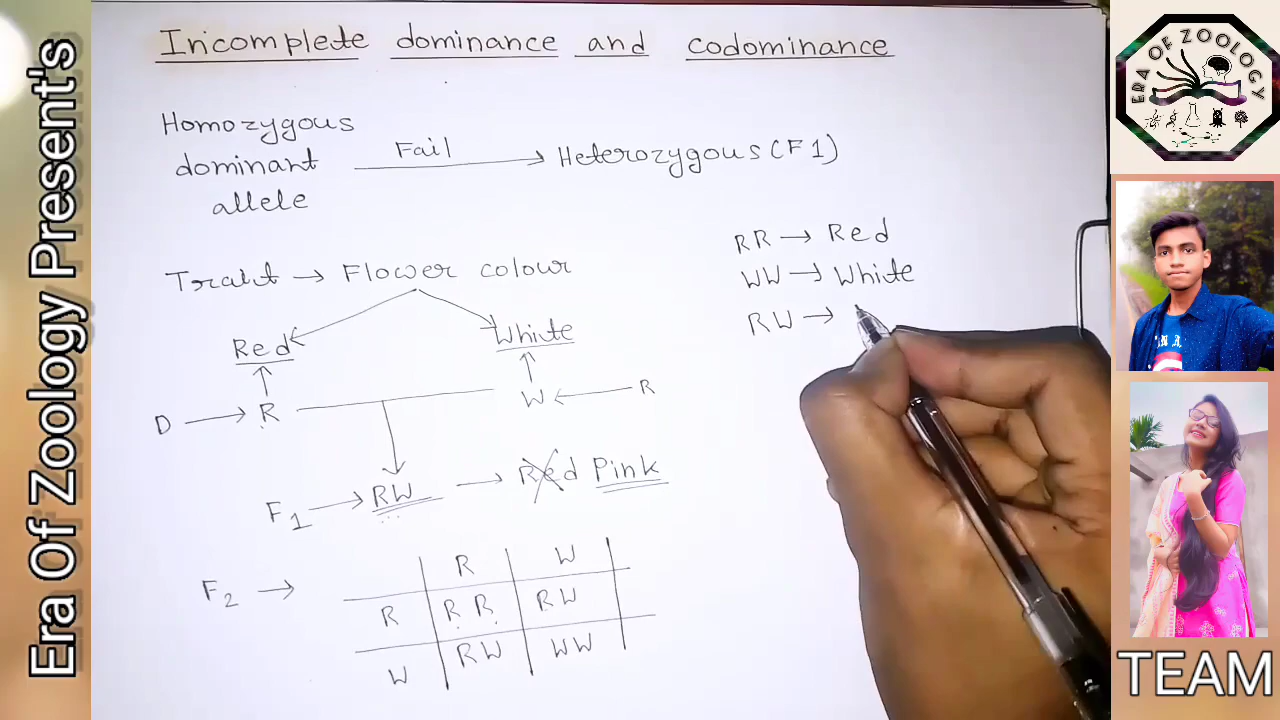 Era Of Zoology Present's
Incomplete dominance and codominance
Homozygous
dominant
allele
Fail
Heterozygous (F1)
Trait → Flower colour
Red
White
D → R
W ← R
F1 → RW → Red Pink
F2 →
R W
R RR RW
W RW WW
RR → Red
WW → White
RW →
ERA OF ZOOLOGY
TEAM